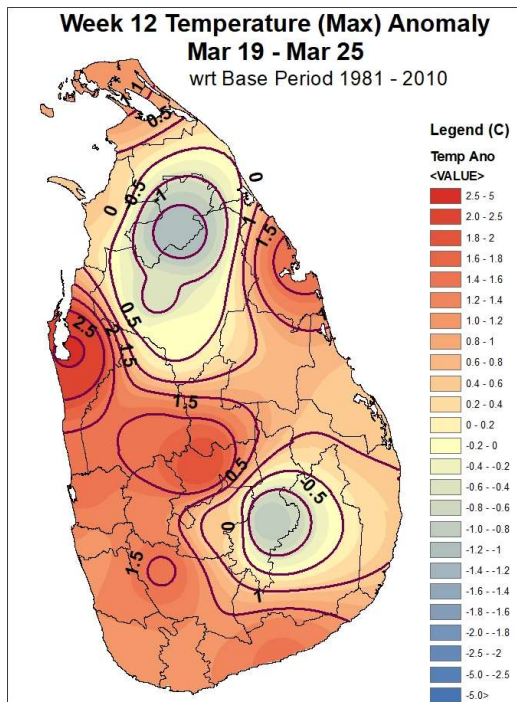 Week 12 Temperature (Max) Anomaly
Mar 19 - Mar 25
wrt Base Period 1981 - 2010
1
1
0.5
0
0.5
0
-1
1
1.5
1
2.5
2
0.5
1.5
1.5
0.5
-0.5
0
1.5
1
Legend (C)
Temp Ano
<VALUE>
2.5 - 5
2.0 - 2.5
1.8 - 2
1.6 - 1.8
1.4 - 1.6
1.2 - 1.4
1.0 - 1.2
0.8 - 1
0.6 - 0.8
0.4 - 0.6
0.2 - 0.4
0 - 0.2
-0.2 - 0
-0.4 - -0.2
-0.6 - -0.4
-0.8 - -0.6
-1.0 - -0.8
-1.2 - -1
-1.4 - -1.2
-1.6 - -1.4
-1.8 - -1.6
-2.0 - -1.8
-2.5 - -2
-5.0 - -2.5
-5.0>